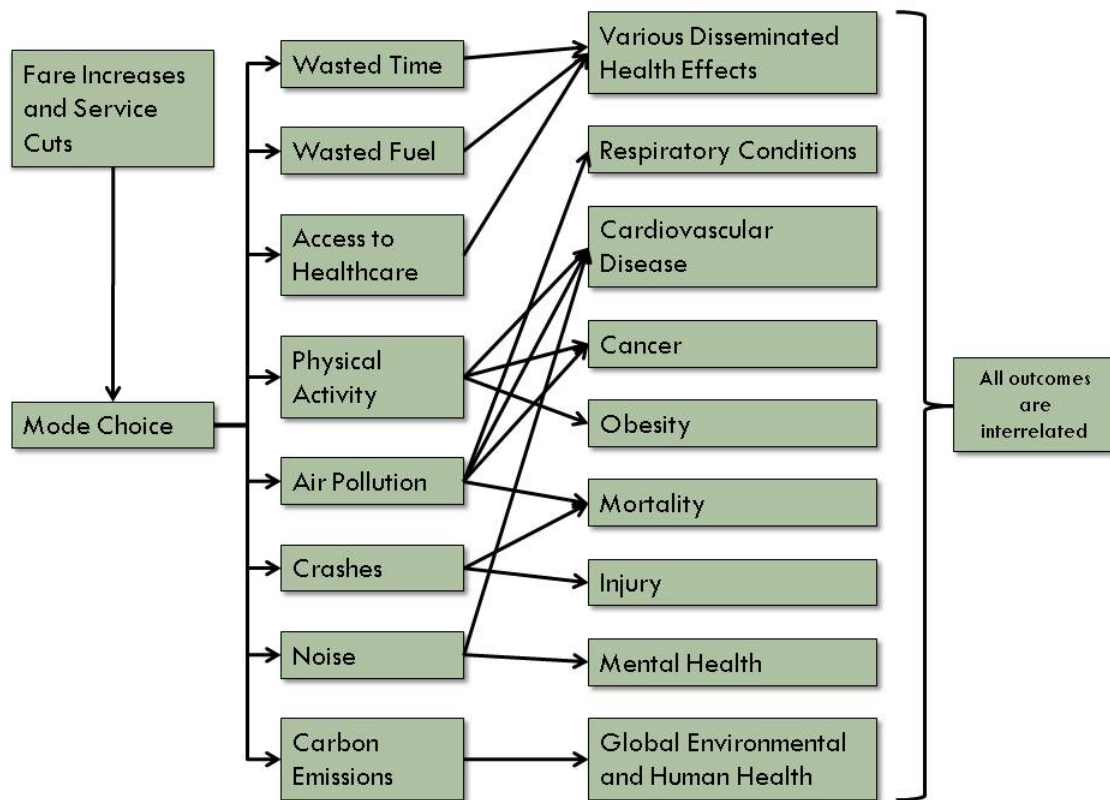 Fare Increases
and Service
Cuts
Mode Choice
Wasted Time
Wasted Fuel
Access to
Healthcare
Physical
Activity
Air Pollution
Crashes
Noise
Carbon
Emissions
Various Disseminated
Health Effects
Respiratory Conditions
Cardiovascular
Disease
Cancer
Obesity
Mortality
Injury
Mental Health
Global Environmental
and Human Health
All outcomes
are
interrelated